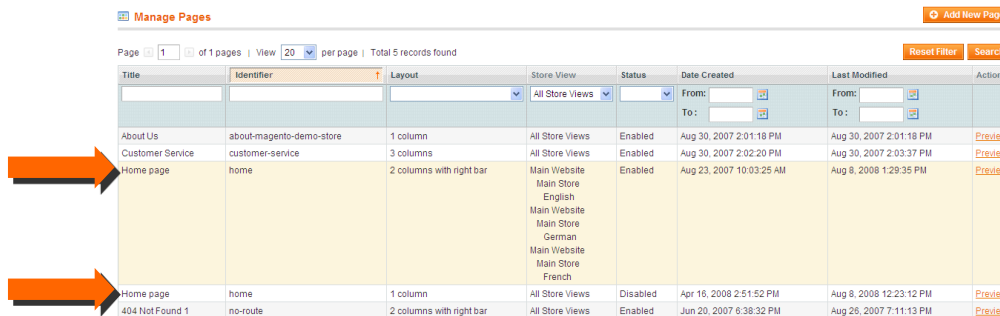 Manage Pages
Add New Page
Page 1 of 1 pages | View 20 per page | Total 5 records found
Reset Filter Search
Title Identifier Layout Store View Status Date Created Last Modified Action
All Store Views From: From:
To : To :
About Us about-magento-demo-store 1 column All Store Views Enabled Aug 30, 2007 2:01:18 PM Aug 30, 2007 2:01:18 PM Previe
Customer Service customer-service 3 columns All Store Views Enabled Aug 30, 2007 2:02:20 PM Aug 30, 2007 2:03:37 PM Previe
Home page home 2 columns with right bar Main Website Enabled Aug 23, 2007 10:03:25 AM Aug 8, 2008 1:29:35 PM Previe
Main Store
English
Main Website
Main Store
German
Main Website
Main Store
French
Home page home 1 column All Store Views Disabled Apr 16, 2008 2:51:52 PM Aug 8, 2008 12:23:12 PM Previe
404 Not Found 1 no-route 2 columns with right bar All Store Views Enabled Jun 20, 2007 6:38:32 PM Aug 26, 2007 7:11:13 PM Previe